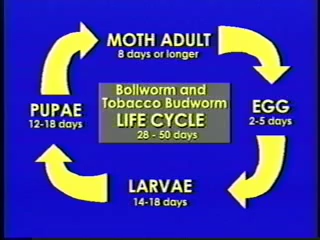 MOTH ADULT
8 days or longer
Bollworm and
Tobacco Budworm
LIFE CYCLE
28 - 50 days
EGG
2-5 days
PUPAE
12-18 days
LARVAE
14-18 days